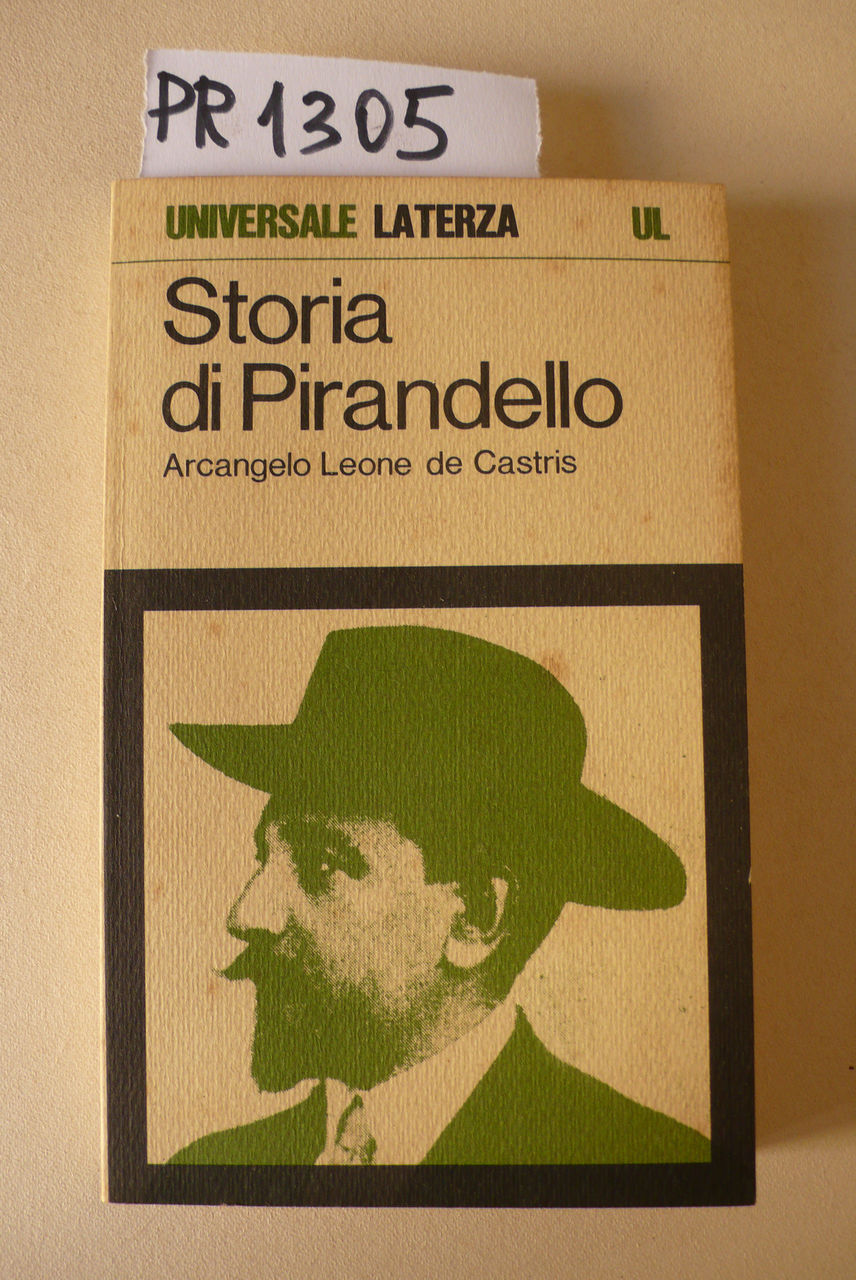 PR 1305
UNIVERSALE LATERZA UL
Storia
di Pirandello
Arcangelo Leone de Castris